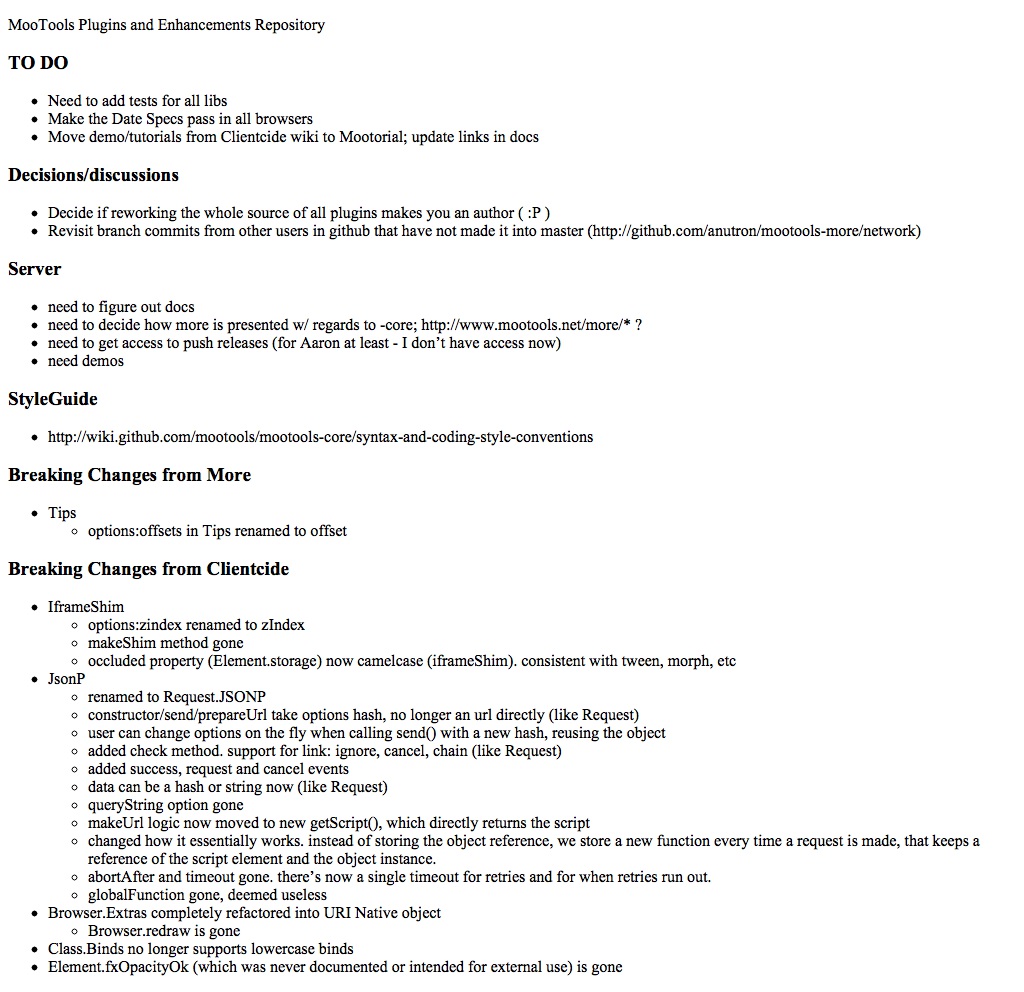 MooTools Plugins and Enhancements Repository
TO DO
• Need to add tests for all libs
• Make the Date Specs pass in all browsers
• Move demo/tutorials from Clientcide wiki to Mootorial; update links in docs
Decisions/discussions
• Decide if reworking the whole source of all plugins makes you an author ( :P )
• Revisit branch commits from other users in github that have not made it into master (http://github.com/anutron/mootools-more/network)
Server
• need to figure out docs
• need to decide how more is presented w/ regards to -core; http://www.mootools.net/more/* ?
• need to get access to push releases (for Aaron at least - I don’t have access now)
• need demos
StyleGuide
• http://wiki.github.com/mootools/mootools-core/syntax-and-coding-style-conventions
Breaking Changes from More
• Tips
◦ options:offsets in Tips renamed to offset
Breaking Changes from Clientcide
• IframeShim
◦ options:zindex renamed to zIndex
◦ makeShim method gone
◦ occluded property (Element.storage) now camelcase (iframeShim). consistent with tween, morph, etc
• JsonP
◦ renamed to Request.JSONP
◦ constructor/send/prepareUrl take options hash, no longer an url directly (like Request)
◦ user can change options on the fly when calling send() with a new hash, reusing the object
◦ added check method. support for link: ignore, cancel, chain (like Request)
◦ added success, request and cancel events
◦ data can be a hash or string now (like Request)
◦ queryString option gone
◦ makeUrl logic now moved to new getScript(), which directly returns the script
◦ changed how it essentially works. instead of storing the object reference, we store a new function every time a request is made, that keeps a
reference of the script element and the object instance.
◦ abortAfter and timeout gone. there’s now a single timeout for retries and for when retries run out.
◦ globalFunction gone, deemed useless
• Browser.Extras completely refactored into URI Native object
◦ Browser.redraw is gone
• Class.Binds no longer supports lowercase binds
• Element.fxOpacityOk (which was never documented or intended for external use) is gone